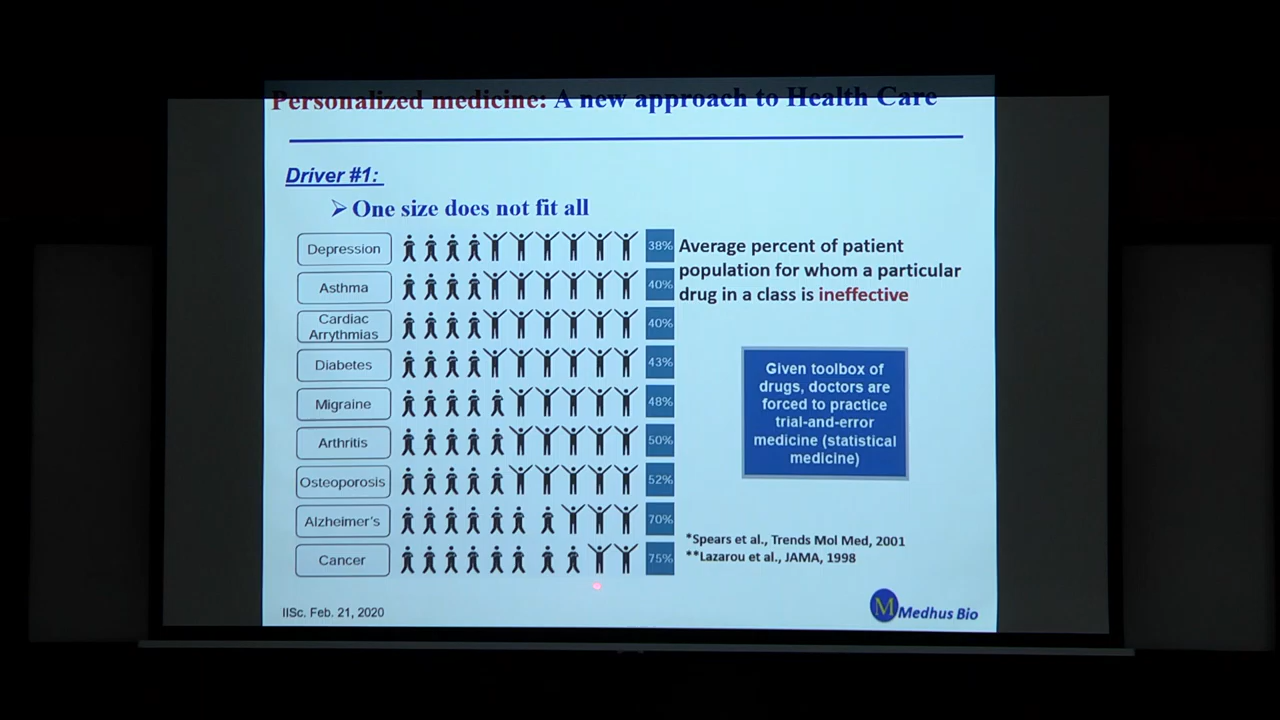 Personalized medicine: A new approach to Health Care
Driver #1:
➢ One size does not fit all
Depression
38%
Asthma
40%
Cardiac
Arrythmias
40%
Diabetes
43%
Migraine
48%
Arthritis
50%
Osteoporosis
52%
Alzheimer's
70%
Cancer
75%
Average percent of patient
population for whom a particular
drug in a class is ineffective
Given toolbox of
drugs, doctors are
forced to practice
trial-and-error
medicine (statistical
medicine)
*Spears et al., Trends Mol Med, 2001
**Lazarou et al., JAMA, 1998
IISc. Feb. 21, 2020
M Medhus Bio